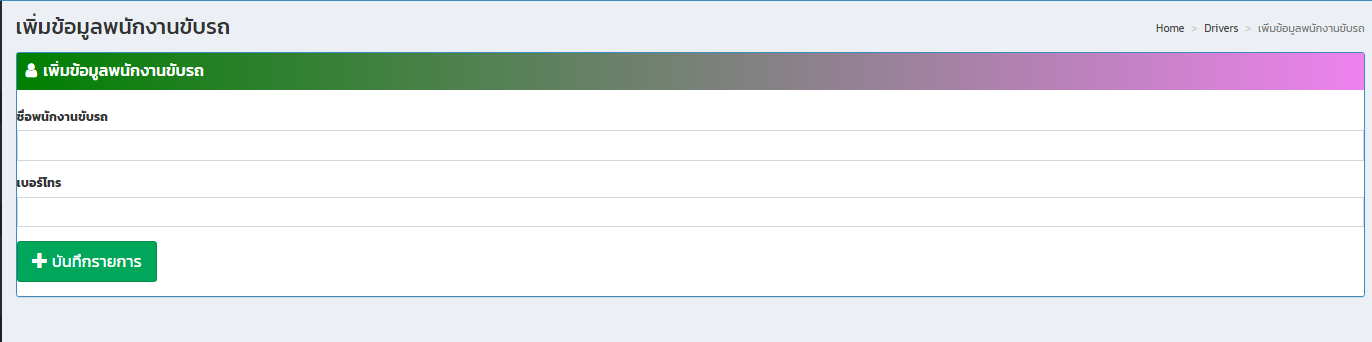 เพิ่มข้อมูลพนักงานขับรถ
Home > Drivers > เพิ่มข้อมูลพนักงานขับรถ
เพิ่มข้อมูลพนักงานขับรถ
ชื่อพนักงานขับรถ
เบอร์โทร
บันทึกรายการ